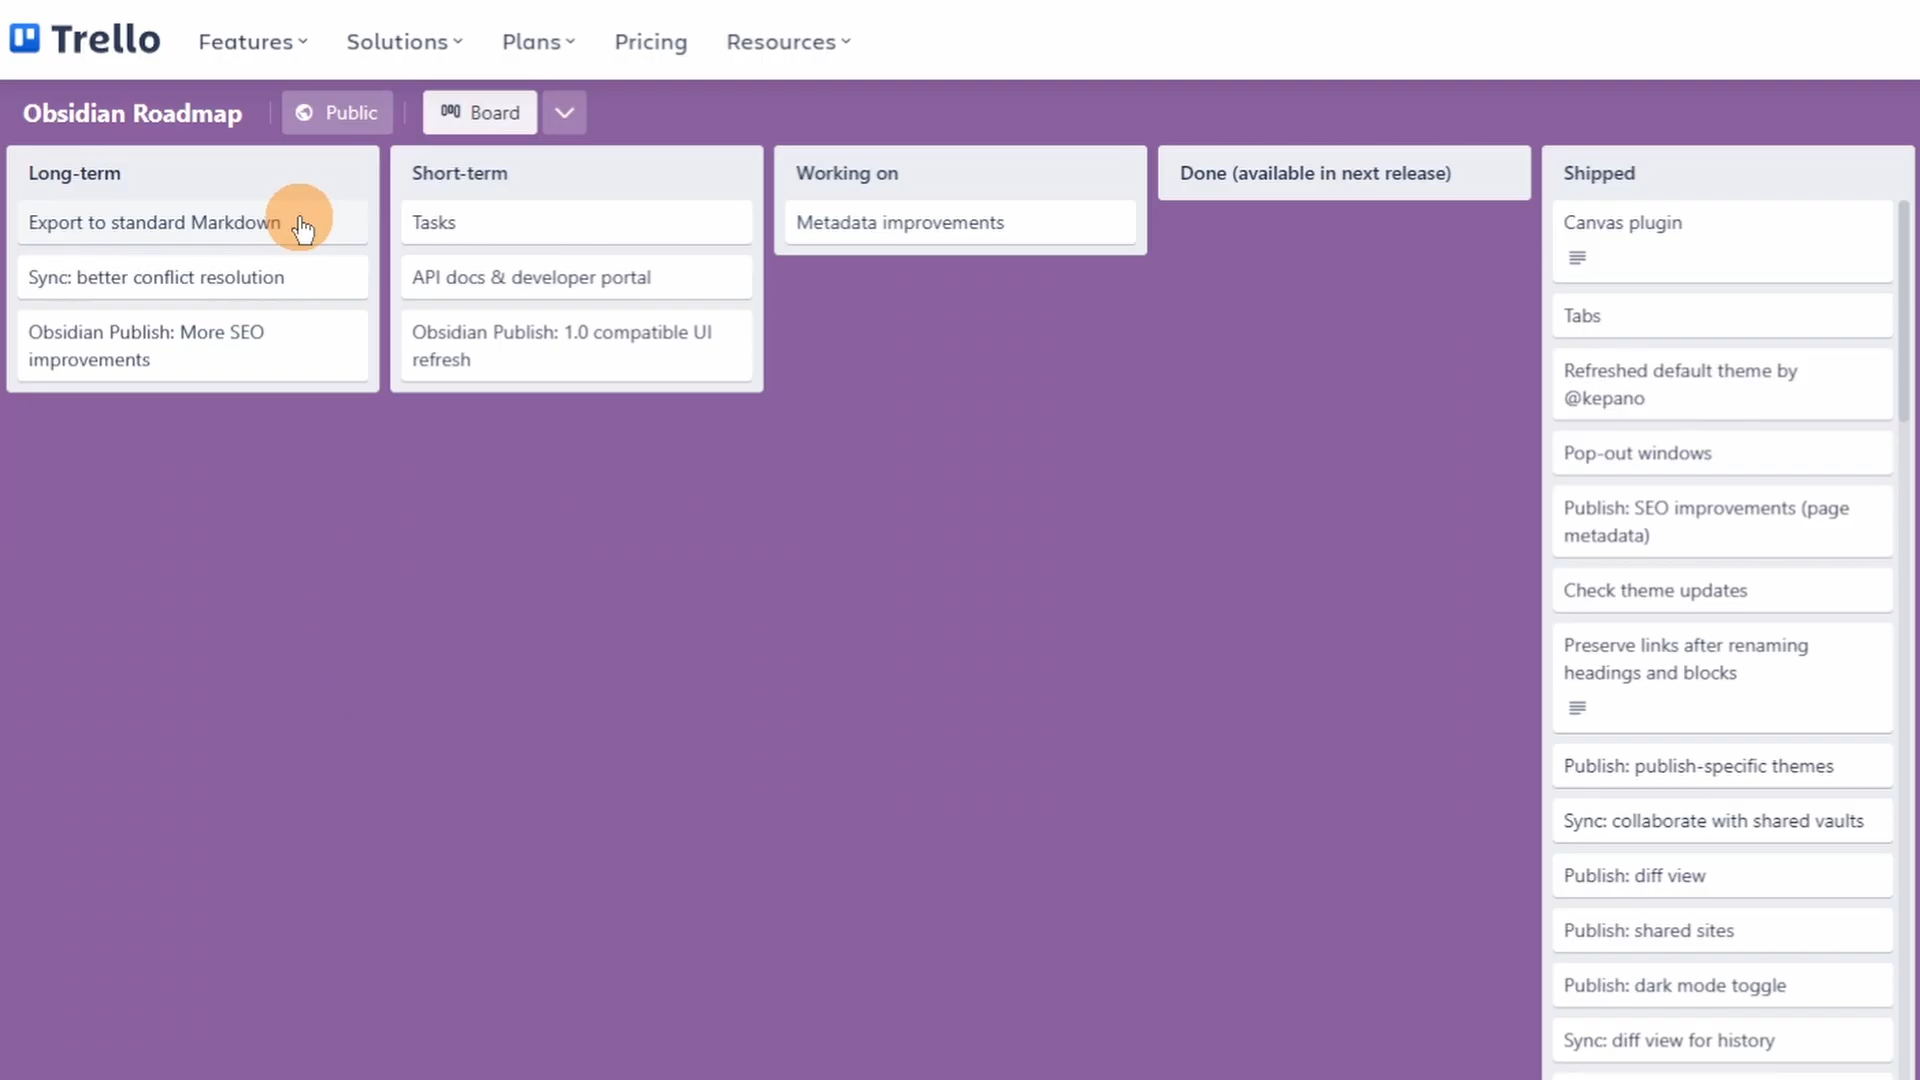 Trello
Features
Solutions
Plans
Pricing
Resources
Obsidian Roadmap
Public
Board
Long-term
Export to standard Markdown
Sync: better conflict resolution
Obsidian Publish: More SEO
improvements
Short-term
Tasks
API docs & developer portal
Obsidian Publish: 1.0 compatible UI
refresh
Working on
Metadata improvements
Done (available in next release)
Shipped
Canvas plugin
Tabs
Refreshed default theme by
@kepano
Pop-out windows
Publish: SEO improvements (page
metadata)
Check theme updates
Preserve links after renaming
headings and blocks
Publish: publish-specific themes
Sync: collaborate with shared vaults
Publish: diff view
Publish: shared sites
Publish: dark mode toggle
Sync: diff view for history